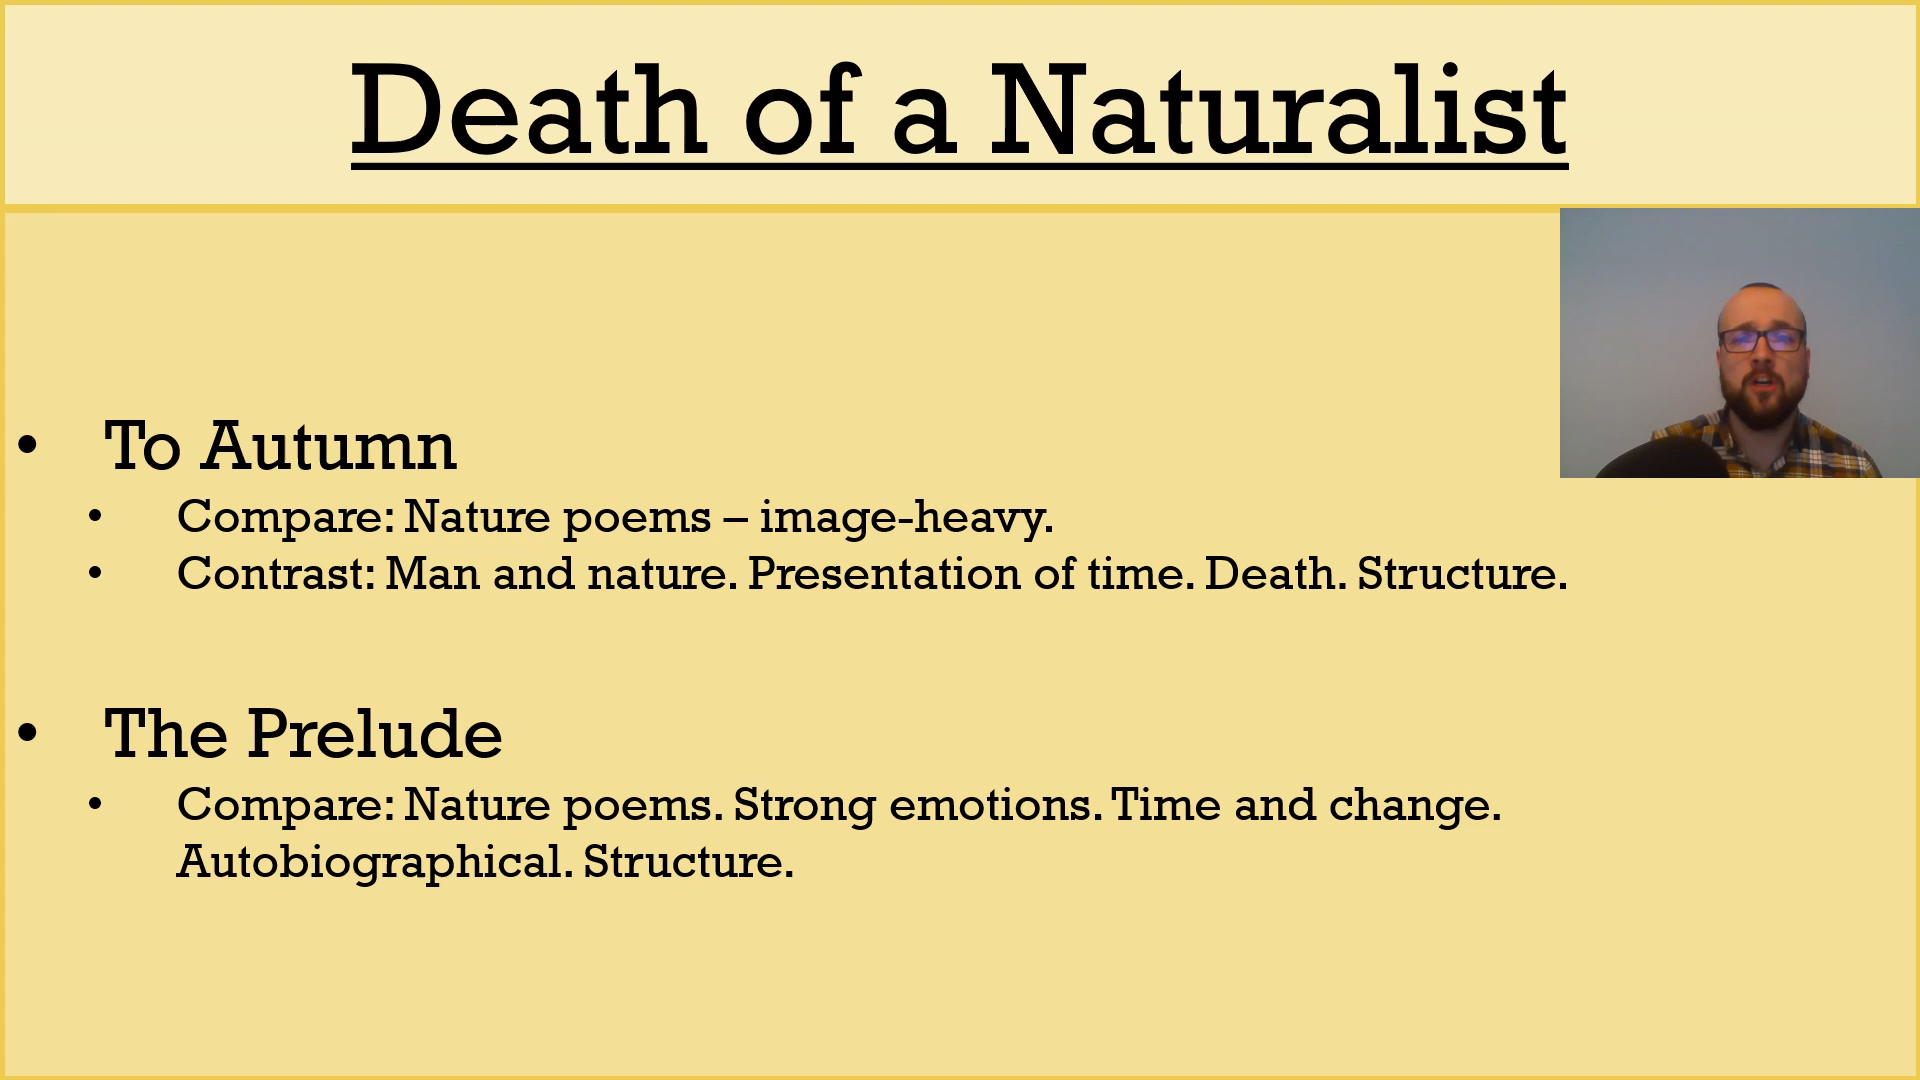 Death of a Naturalist
• To Autumn
• Compare: Nature poems – image-heavy.
• Contrast: Man and nature. Presentation of time. Death. Structure.
• The Prelude
• Compare: Nature poems. Strong emotions. Time and change.
Autobiographical. Structure.